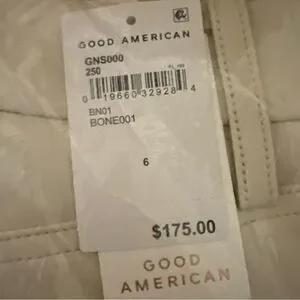 GOOD AMERICAN
GNS000
250
0 19660 32928 4
BN01
BONE001
6
$175.00
GOOD
AMERICAN